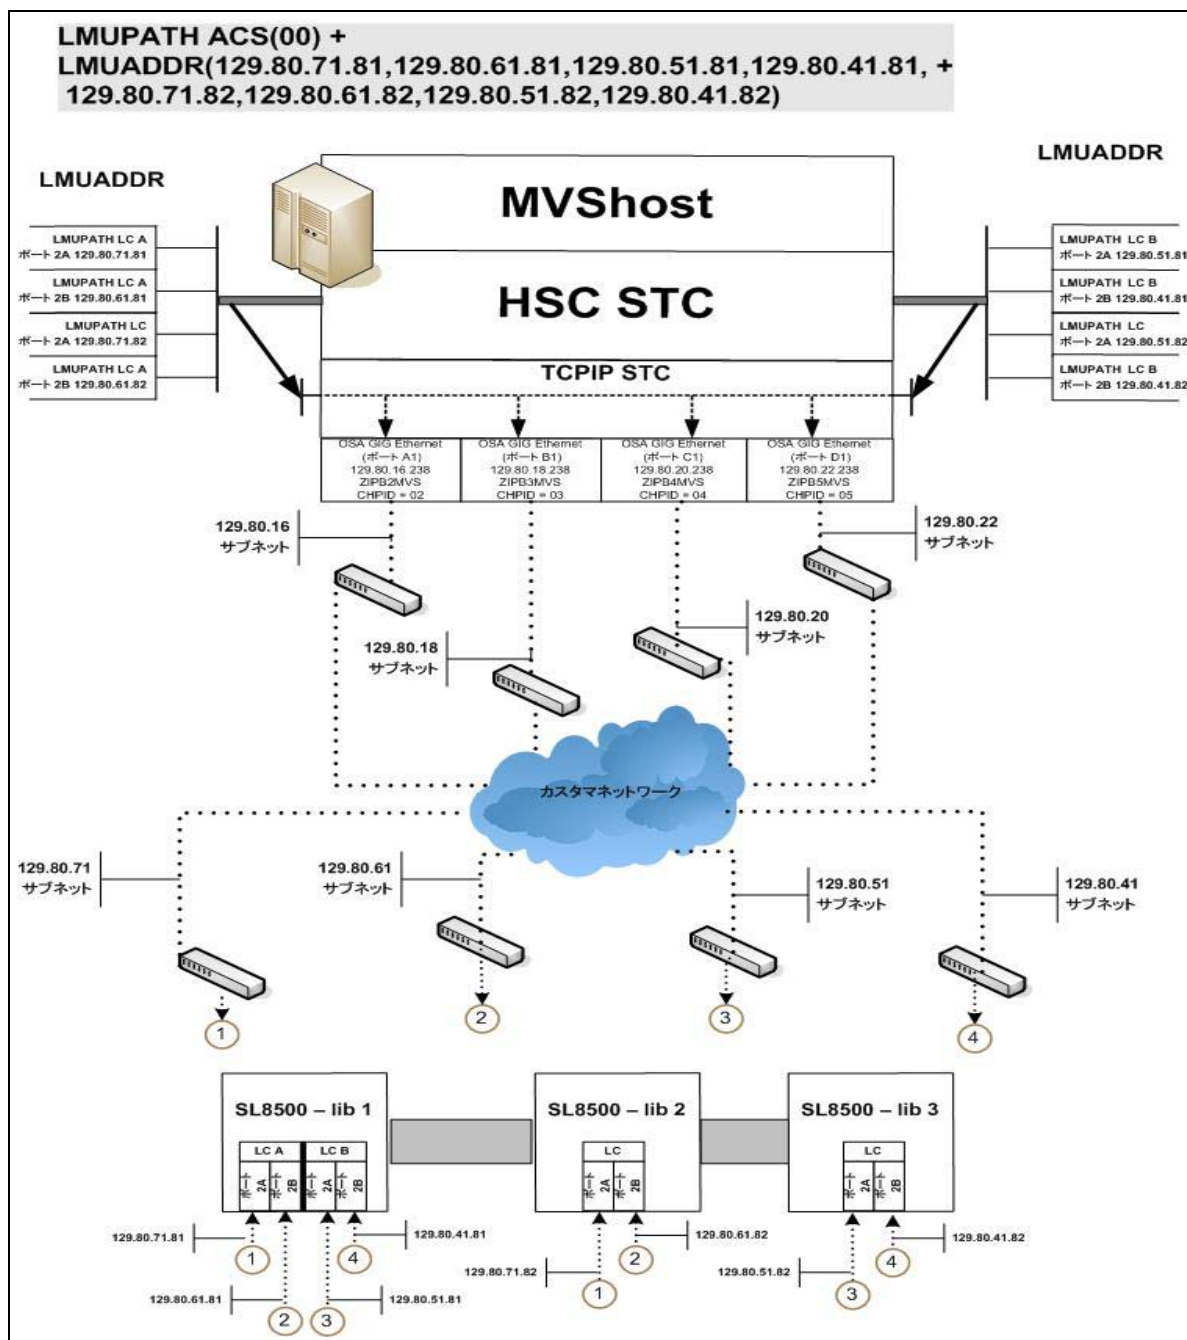 LMUPATH ACS(00) +
LMUADDR(129.80.71.81,129.80.61.81,129.80.51.81,129.80.41.81, +
129.80.71.82,129.80.61.82,129.80.51.82,129.80.41.82)
LMUADDR
LMUADDR
MVShost
HSC STC
TCPIP STC
LMUPATH LC A
ポート 2A 129.80.71.81
LMUPATH LC A
ポート 2B 129.80.61.81
LMUPATH LC
ポート 2A 129.80.71.82
LMUPATH LC A
ポート 2B 129.80.61.82
LMUPATH LC B
ポート 2A 129.80.51.81
LMUPATH LC B
ポート 2B 129.80.41.81
LMUPATH LC
ポート 2A 129.80.51.82
LMUPATH LC B
ポート 2B 129.80.41.82
OSA GIG Ethernet
(ポート A1)
129.80.16.238
ZIPB2MVS
CHPID = 02
OSA GIG Ethernet
(ポート B1)
129.80.18.238
ZIPB3MVS
CHPID = 03
OSA GIG Ethernet
(ポート C1)
129.80.20.238
ZIPB4MVS
CHPID = 04
OSA GIG Ethernet
(ポート D1)
129.80.22.238
ZIPB5MVS
CHPID = 05
129.80.16
サブネット
129.80.22
サブネット
129.80.18
サブネット
129.80.20
サブネット
カスタマネットワーク
129.80.71
サブネット
129.80.61
サブネット
129.80.51
サブネット
129.80.41
サブネット
1
2
3
4
SL8500 – lib 1
LC A
LC B
ポート 2A
ポート 2B
ポート 2A
ポート 2B
SL8500 – lib 2
LC
ポート 2A
ポート 2B
SL8500 – lib 3
LC
ポート 2A
ポート 2B
129.80.71.81
1
4
129.80.41.81
129.80.61.81
2
3
129.80.51.81
129.80.71.82
1
2
129.80.61.82
129.80.51.82
3
4
129.80.41.82